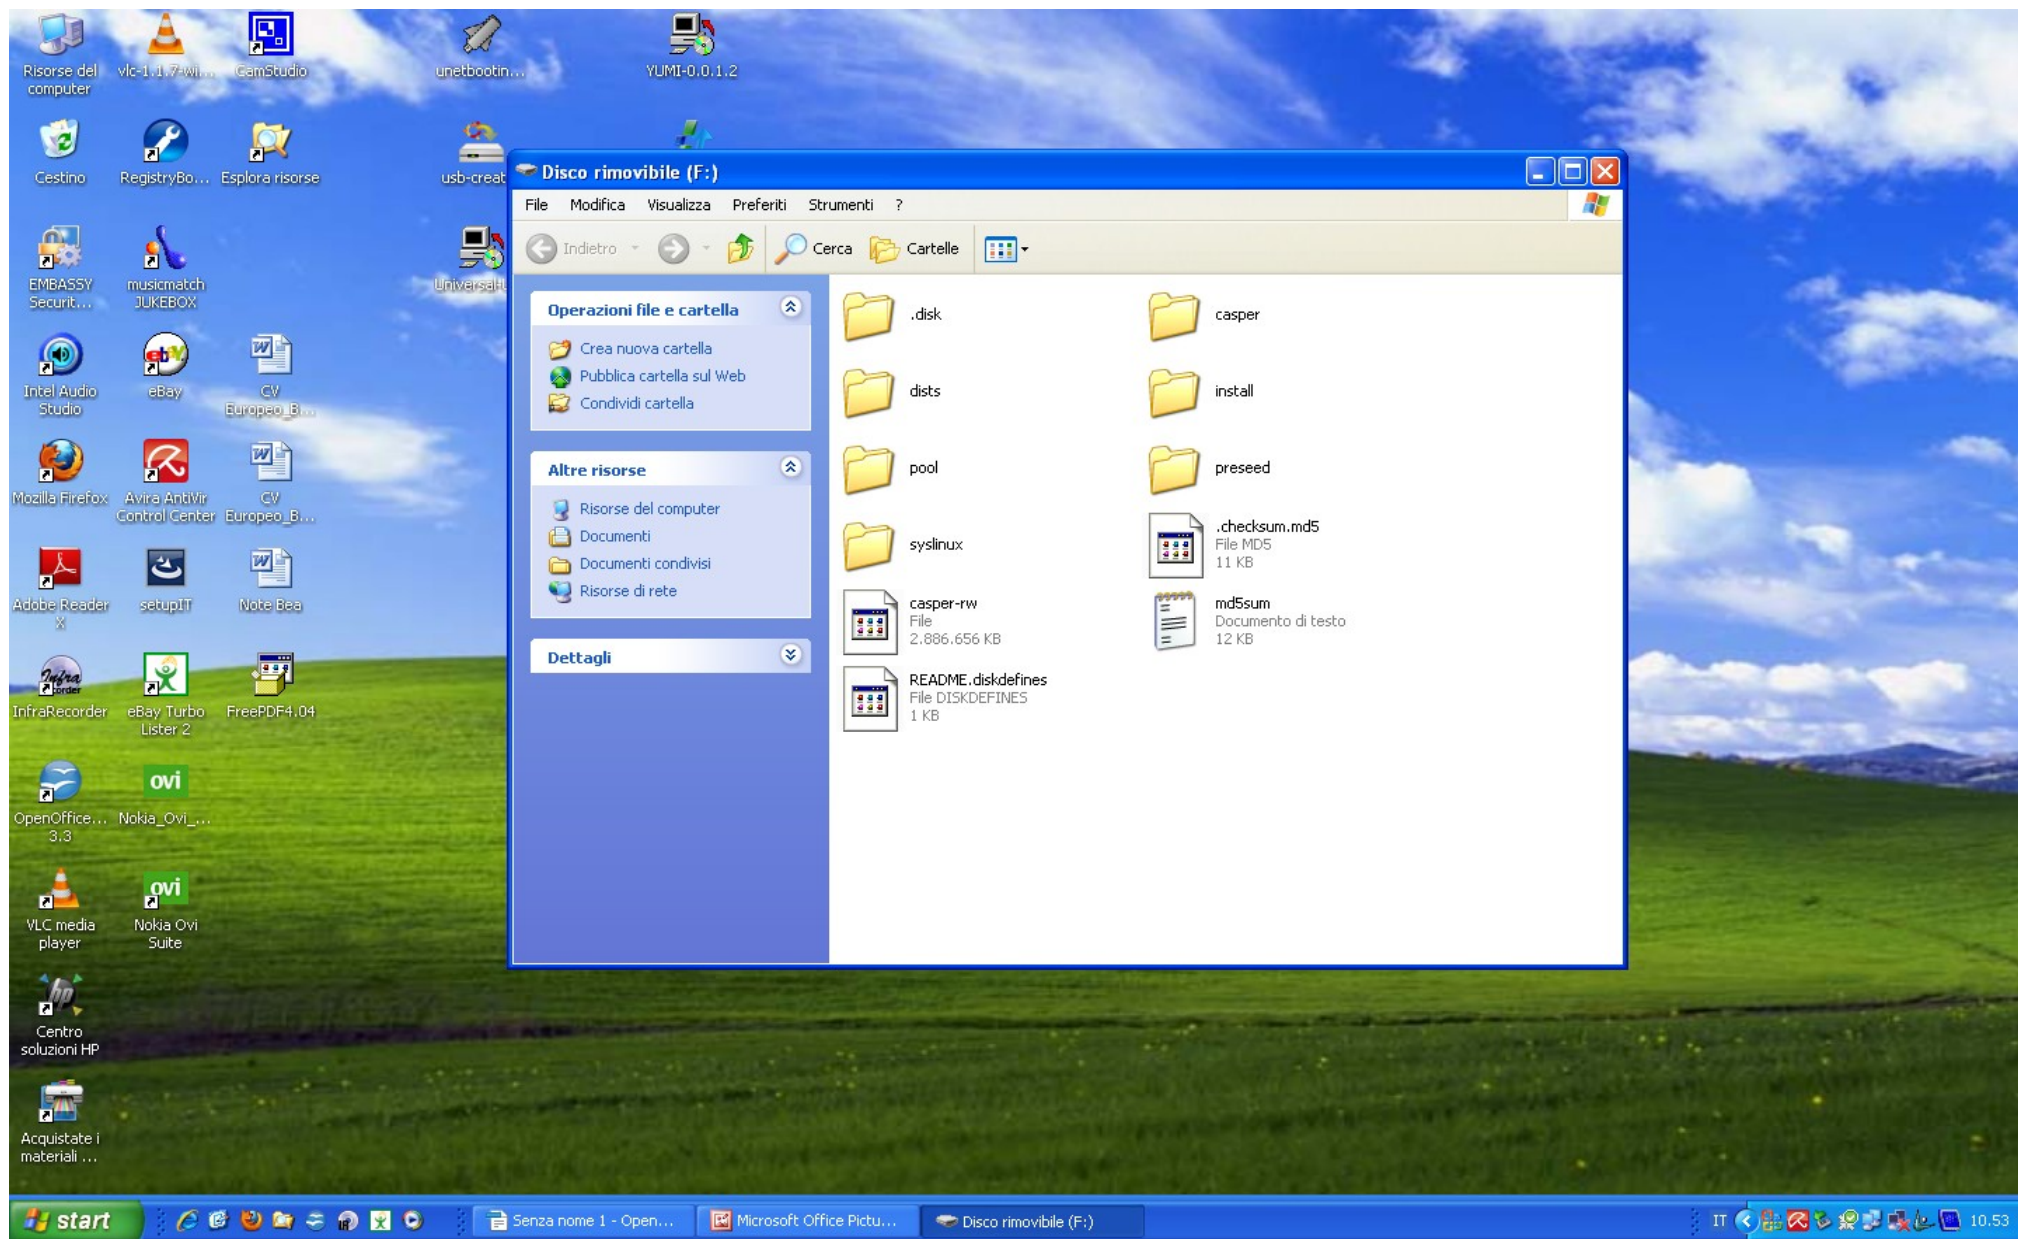 Risorse del
computer
vlc-1.1.7-wi...
CamStudio
unetbootin...
YUMI-0.0.1.2
Cestino
RegistryBo...
Esplora risorse
usb-creat
EMBASSY
Securit...
musicmatch
JUKEBOX
Universal-U
Intel Audio
Studio
eBay
CV
Europeo_B...
Mozilla Firefox
Avira AntiVir
Control Center
CV
Europeo_B...
Adobe Reader
X
setupIT
Note Bea
InfraRecorder
eBay Turbo
Lister 2
FreePDF4.04
OpenOffice...
3.3
ovi
Nokia_Ovi_...
VLC media
player
ovi
Nokia Ovi
Suite
hp
Centro
soluzioni HP
Acquistate i
materiali ...
Disco rimovibile (F:)
File Modifica Visualizza Preferiti Strumenti ?
Indietro Cerca Cartelle
Operazioni file e cartella
Crea nuova cartella
Pubblica cartella sul Web
Condividi cartella
Altre risorse
Risorse del computer
Documenti
Documenti condivisi
Risorse di rete
Dettagli
.disk
casper
dists
install
pool
preseed
syslinux
.checksum.md5
File MD5
11 KB
casper-rw
File
2.886.656 KB
md5sum
Documento di testo
12 KB
README.diskdefines
File DISKDEFINES
1 KB
start
Senza nome 1 - Open...
Microsoft Office Pictu...
Disco rimovibile (F:)
IT
10.53